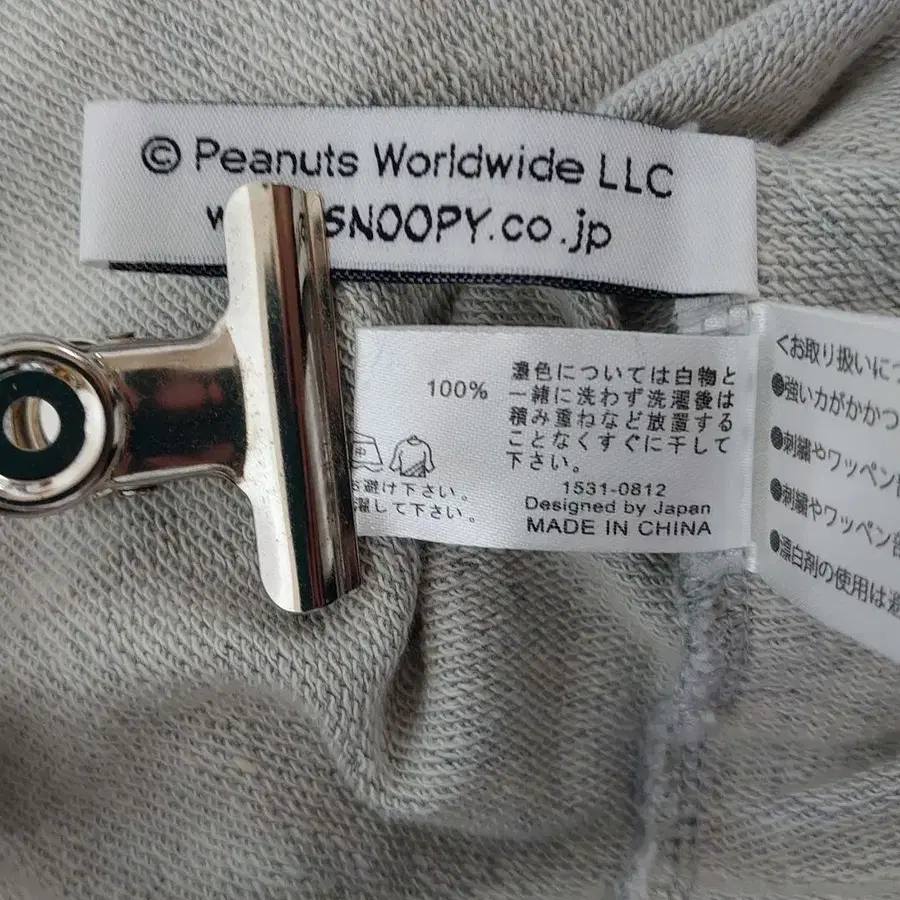 © Peanuts Worldwide LLC
SNOOPY.co.jp
100%
濃色については白物と
一緒に洗わず洗濯後は
積み重ねなど放置する
ことなくすぐに干して
下さい。
避け下さい。
濯して下さい。
1531-0812
Designed by Japan
MADE IN CHINA
<お取り扱いにつ
●強い力がかかっ
●刺繍やワッペン
●刺繍やワッペン部
●漂白剤の使用は